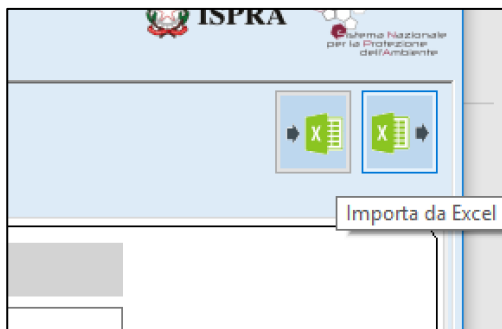 ISPRA
Sistema Nazionale
per la Protezione
dell'Ambiente
X
X
Importa da Excel